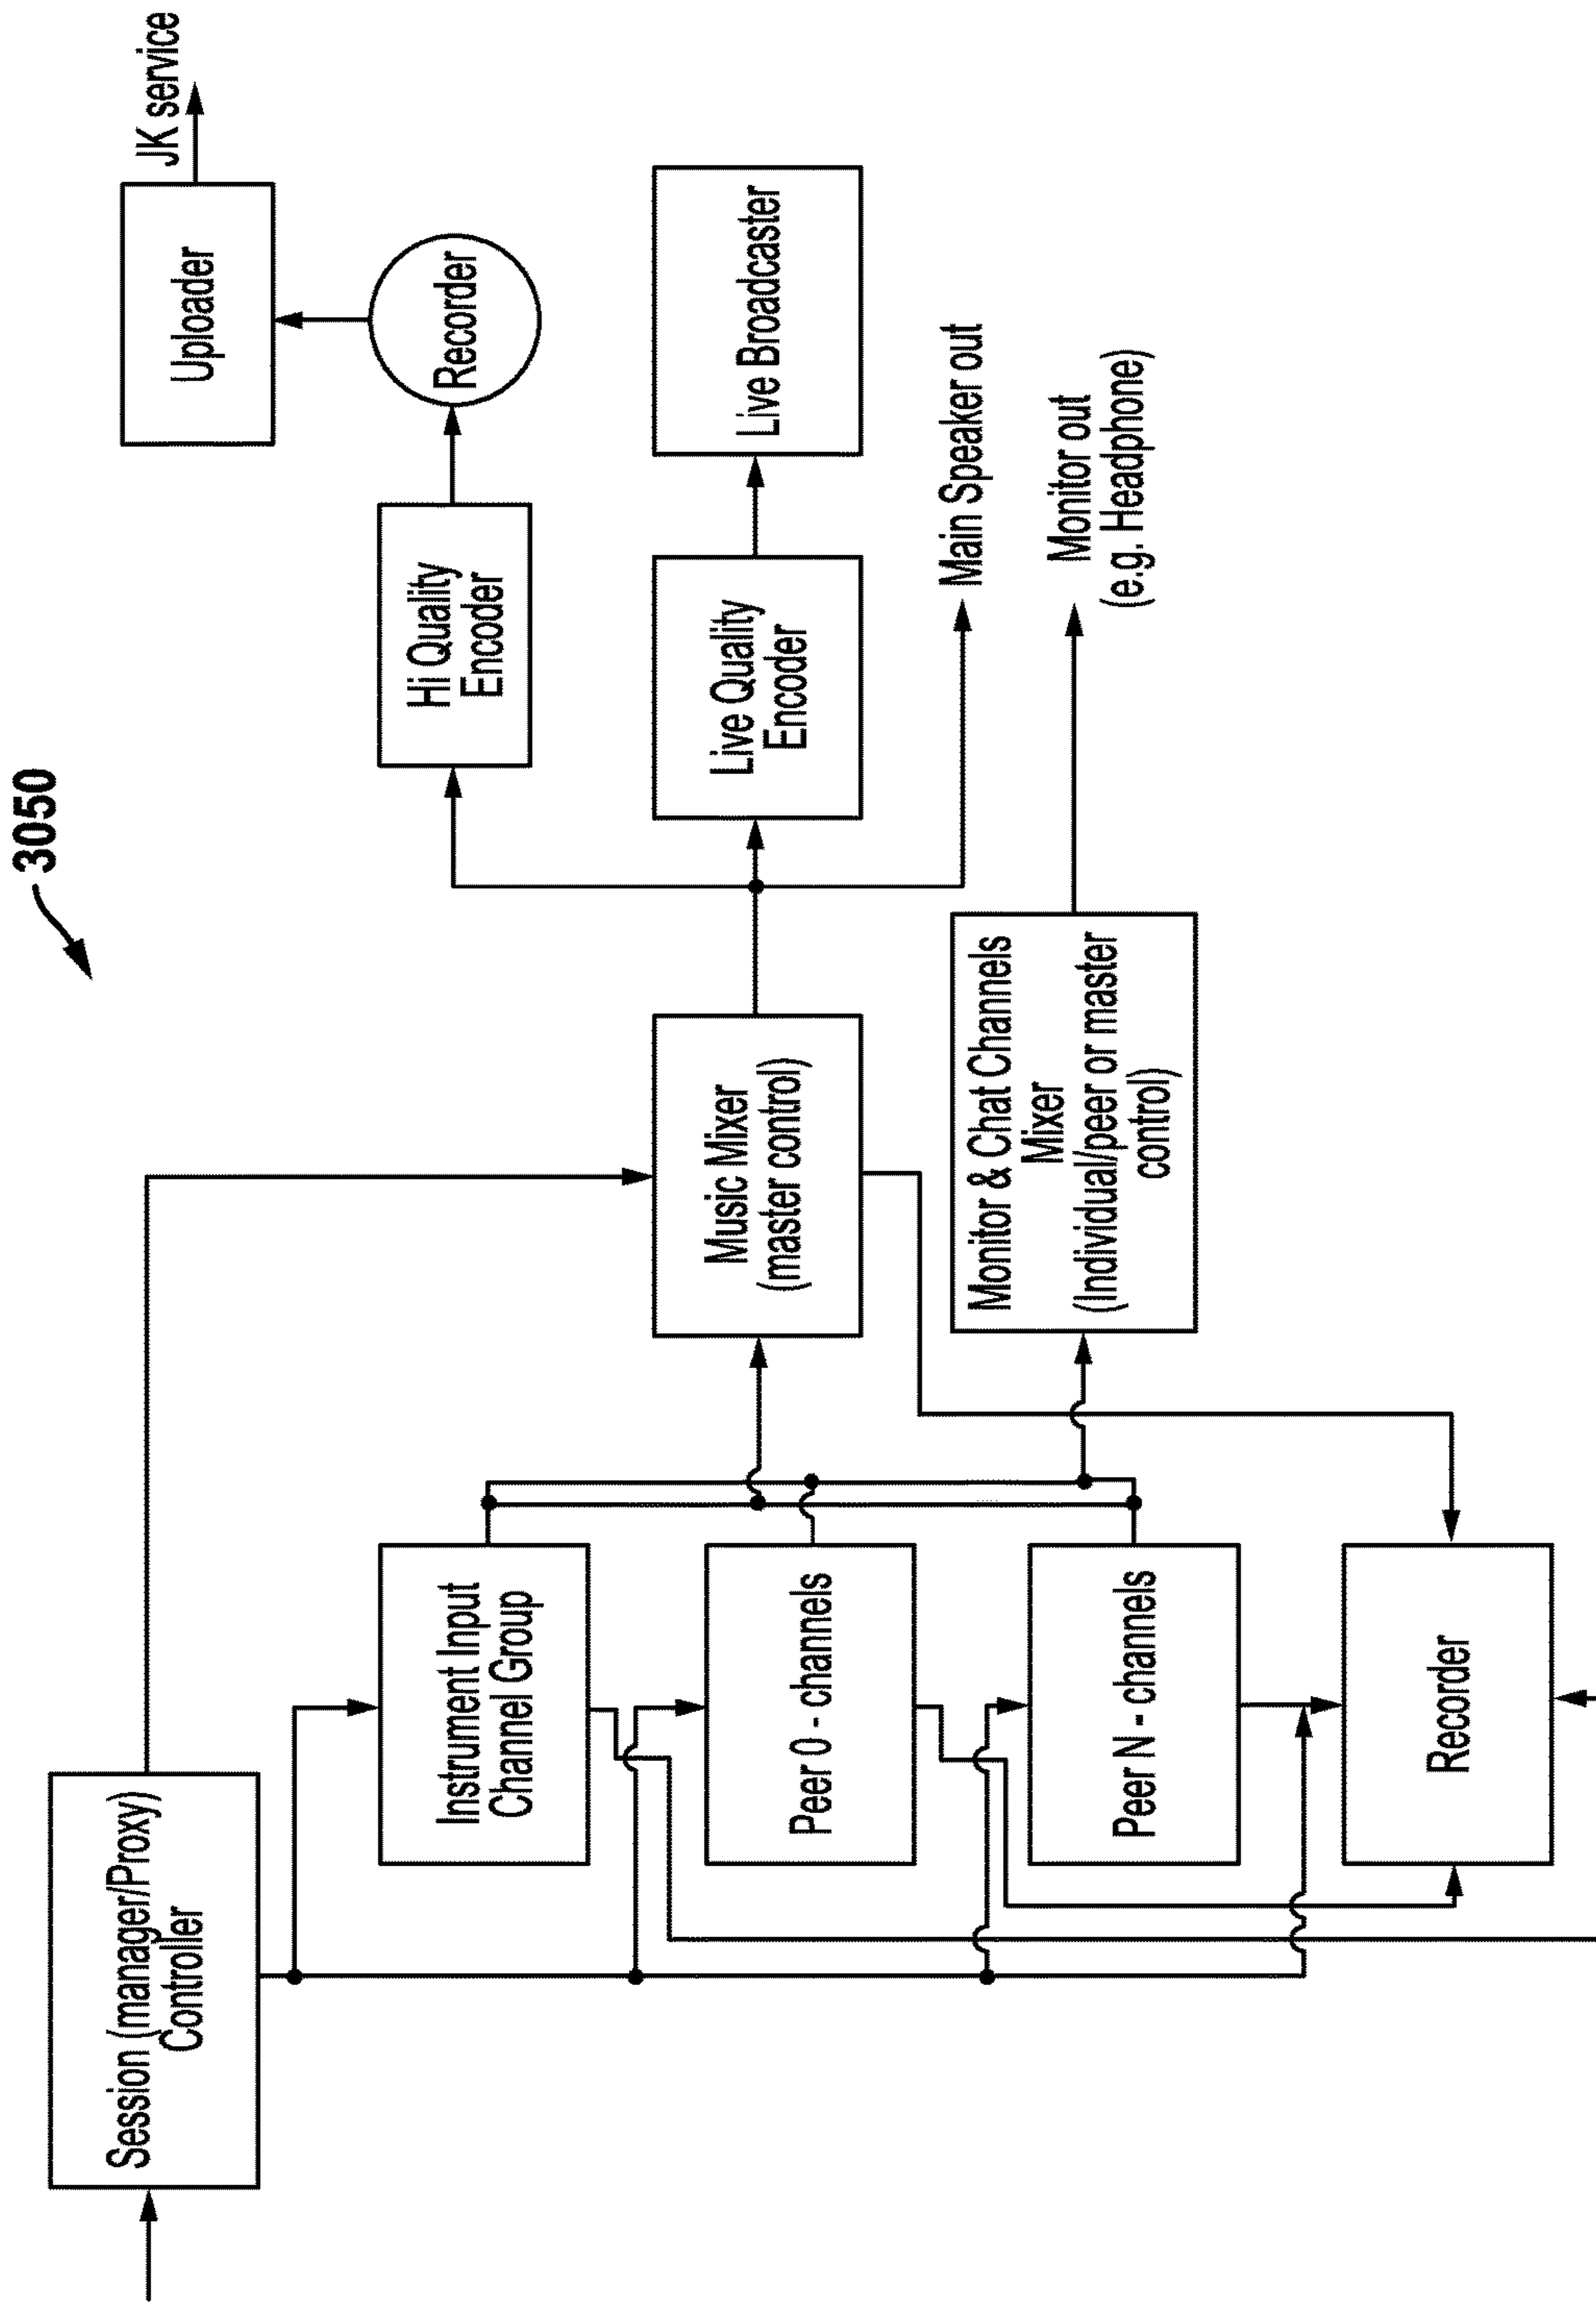 3050
Session (manager/Proxy)
Controller
Instrument Input
Channel Group
Peer 0 - channels
Peer N - channels
Recorder
Music Mixer
(master control)
Monitor & Chat Channels
Mixer
(Individual/peer or master
control)
Hi Quality
Encoder
Recorder
Uploader
JK service
Live Quality
Encoder
Live Broadcaster
Main Speaker out
Monitor out
(e.g. Headphone)